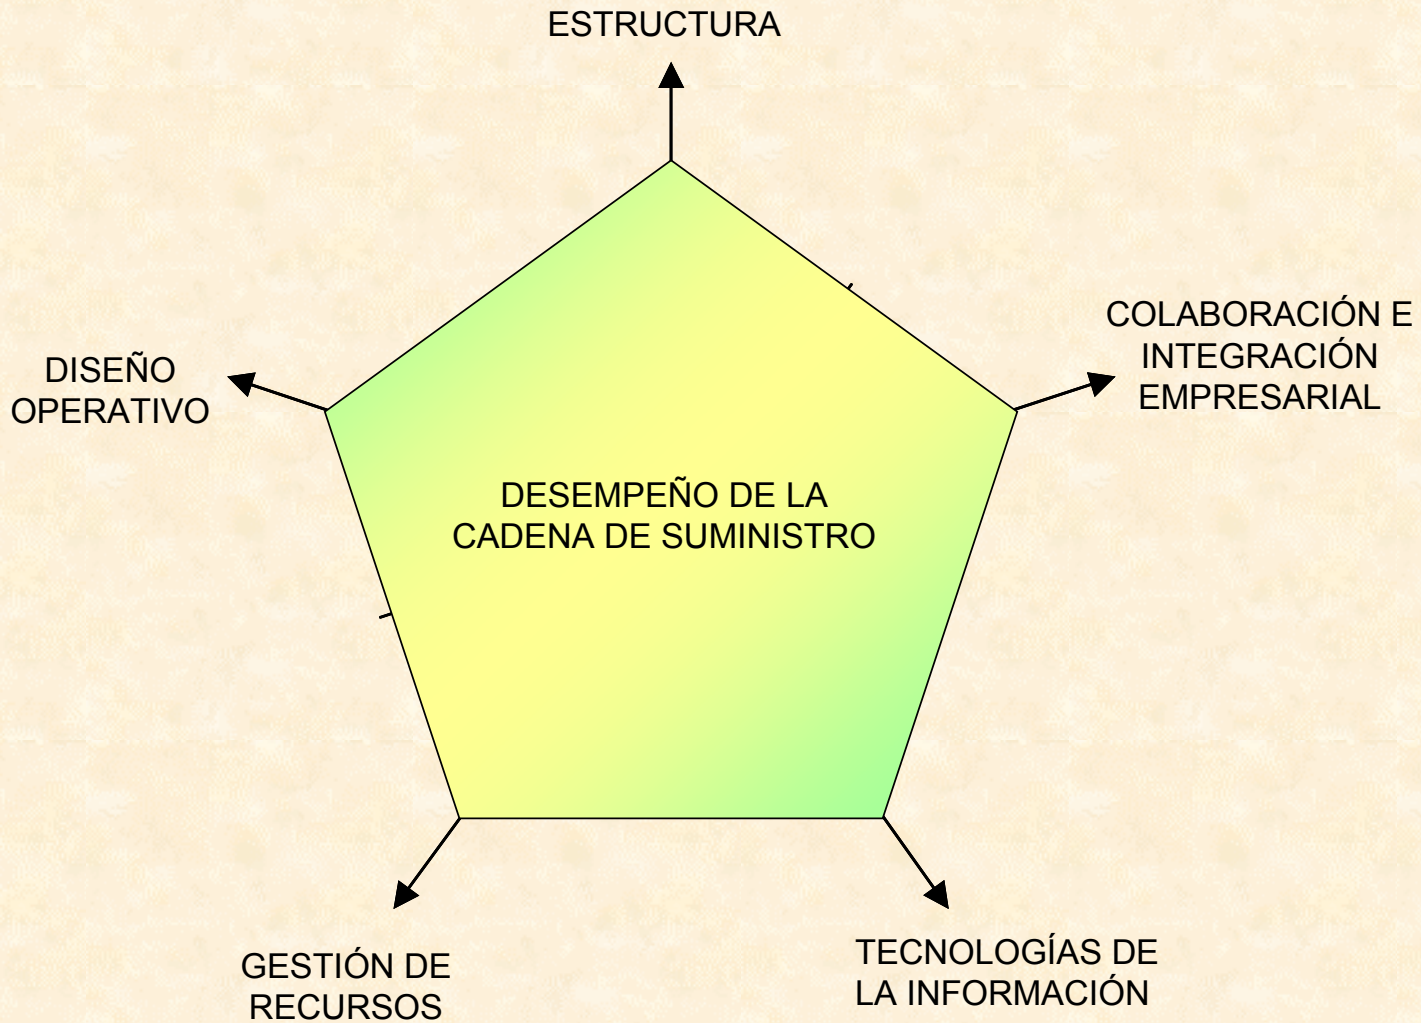 ESTRUCTURA
COLABORACIÓN E
INTEGRACIÓN
EMPRESARIAL
DISEÑO
OPERATIVO
DESEMPEÑO DE LA
CADENA DE SUMINISTRO
GESTIÓN DE
RECURSOS
TECNOLOGÍAS DE
LA INFORMACIÓN